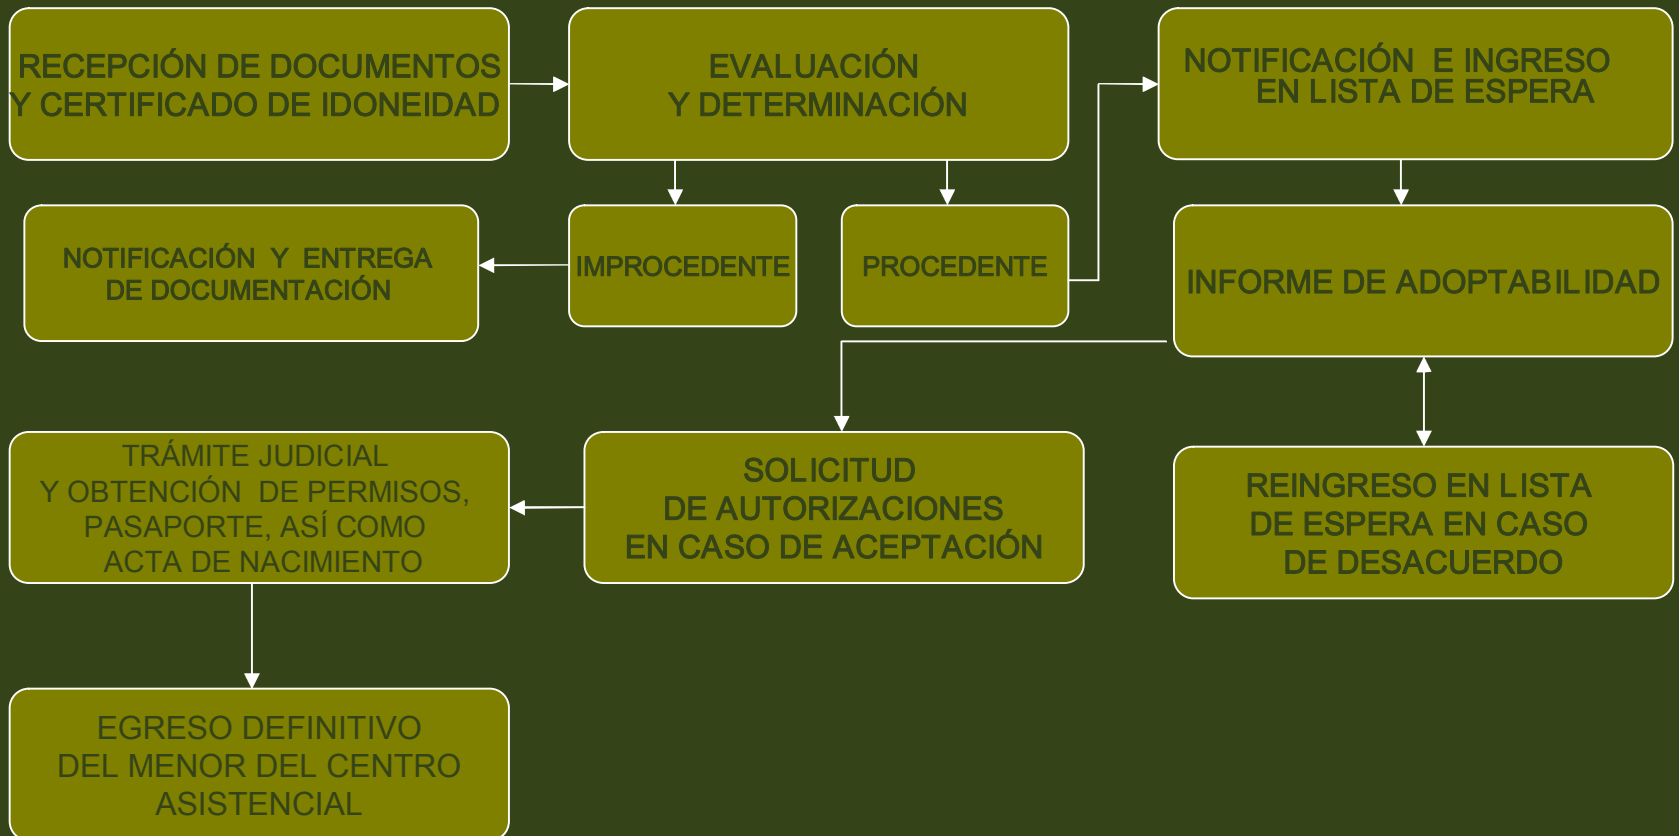 RECEPCIÓN DE DOCUMENTOS
Y CERTIFICADO DE IDONEIDAD
EVALUACIÓN
Y DETERMINACIÓN
NOTIFICACIÓN E INGRESO
EN LISTA DE ESPERA
NOTIFICACIÓN Y ENTREGA
DE DOCUMENTACIÓN
IMPROCEDENTE
PROCEDENTE
INFORME DE ADOPTABILIDAD
TRÁMITE JUDICIAL
Y OBTENCIÓN DE PERMISOS,
PASAPORTE, ASÍ COMO
ACTA DE NACIMIENTO
SOLICITUD
DE AUTORIZACIONES
EN CASO DE ACEPTACIÓN
REINGRESO EN LISTA
DE ESPERA EN CASO
DE DESACUERDO
EGRESO DEFINITIVO
DEL MENOR DEL CENTRO
ASISTENCIAL